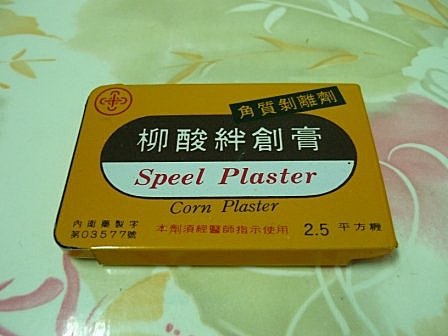 角質剝離劑
柳酸絆創膏
Speel Plaster
Corn Plaster
內衛藥製字
第03577號
本劑須經醫師指示使用
2.5 平方糎